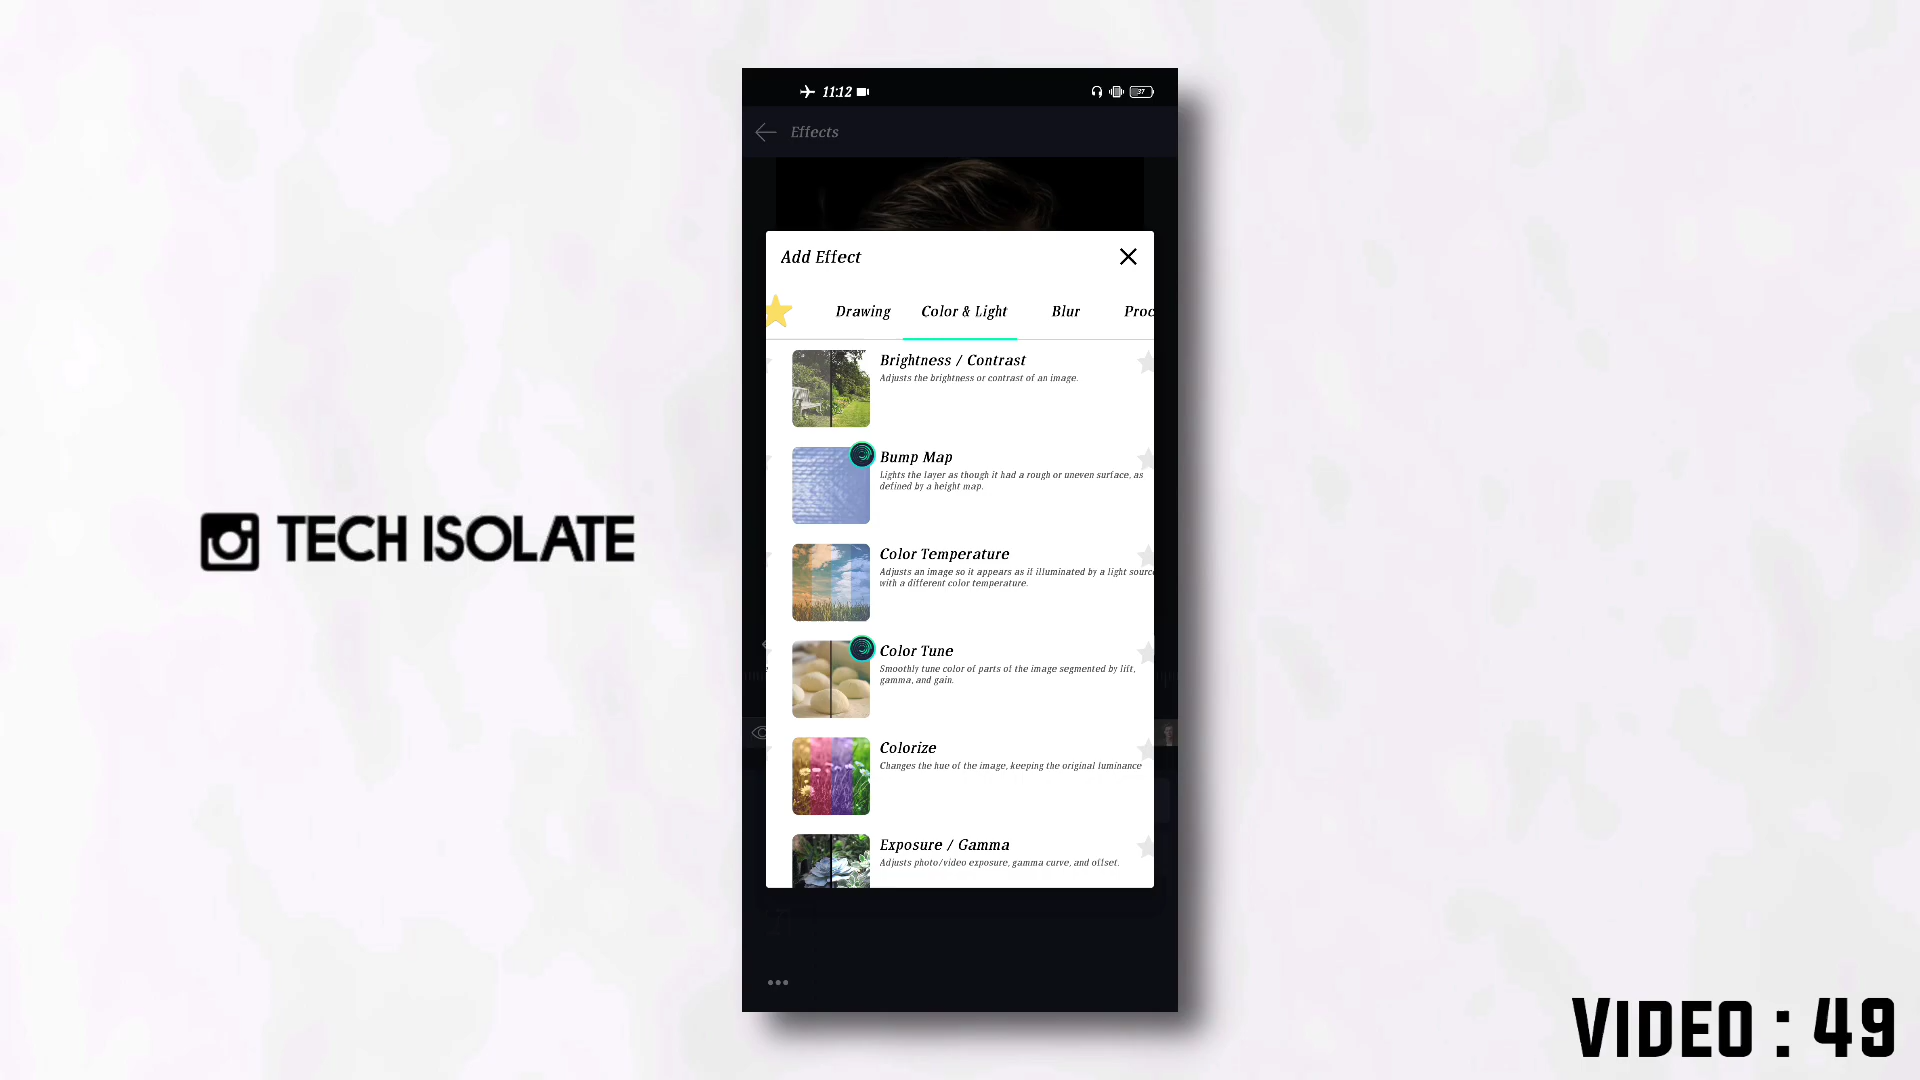 11:12
37
Effects
Add Effect
Drawing
Color & Light
Blur
Proc
Brightness / Contrast
Adjusts the brightness or contrast of an image.
Bump Map
Lights the layer as though it had a rough or uneven surface, as
defined by a height map.
Color Temperature
Adjusts an image so it appears as if illuminated by a light source
with a different color temperature.
Color Tune
Smoothly tune color of parts of the image segmented by lift,
gamma, and gain.
Colorize
Changes the hue of the image, keeping the original luminance
Exposure / Gamma
Adjusts photo/video exposure, gamma curve, and offset.
TECH ISOLATE
VIDEO : 49